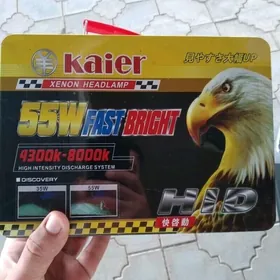 Kaier
見やすさ大幅UP
XENON HEADLAMP
55W FAST BRIGHT
4300k-8000k
HIGH INTENSITY DISCHARGE SYSTEM
DISCOVERY
35W 55W
HID
快啓動